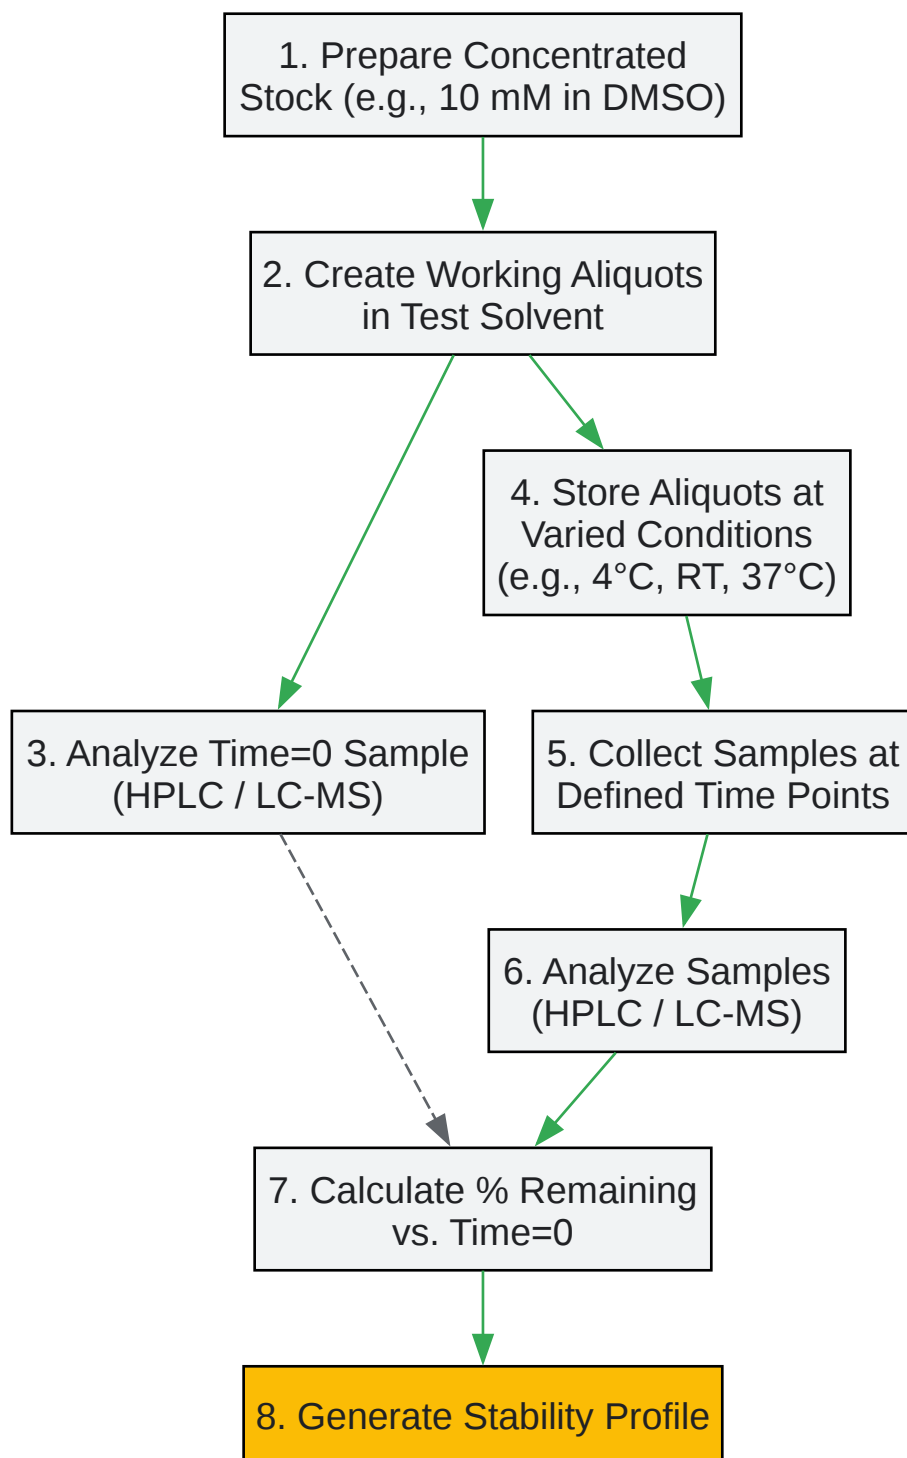 1. Prepare Concentrated
Stock (e.g., 10 mM in DMSO)
2. Create Working Aliquots
in Test Solvent
3. Analyze Time=0 Sample
(HPLC / LC-MS)
4. Store Aliquots at
Varied Conditions
(e.g., 4°C, RT, 37°C)
5. Collect Samples at
Defined Time Points
6. Analyze Samples
(HPLC / LC-MS)
7. Calculate % Remaining
vs. Time=0
8. Generate Stability Profile